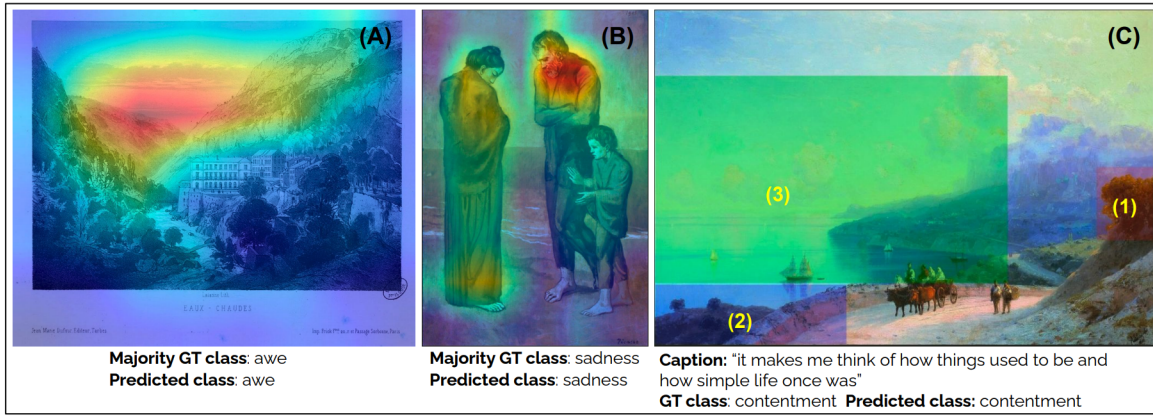 (A)
EAUX - CHAUDES
Majority GT class: awe
Predicted class: awe
(B)
Majority GT class: sadness
Predicted class: sadness
(C)
(3)
(1)
(2)
Caption: "it makes me think of how things used to be and
how simple life once was"
GT class: contentment Predicted class: contentment